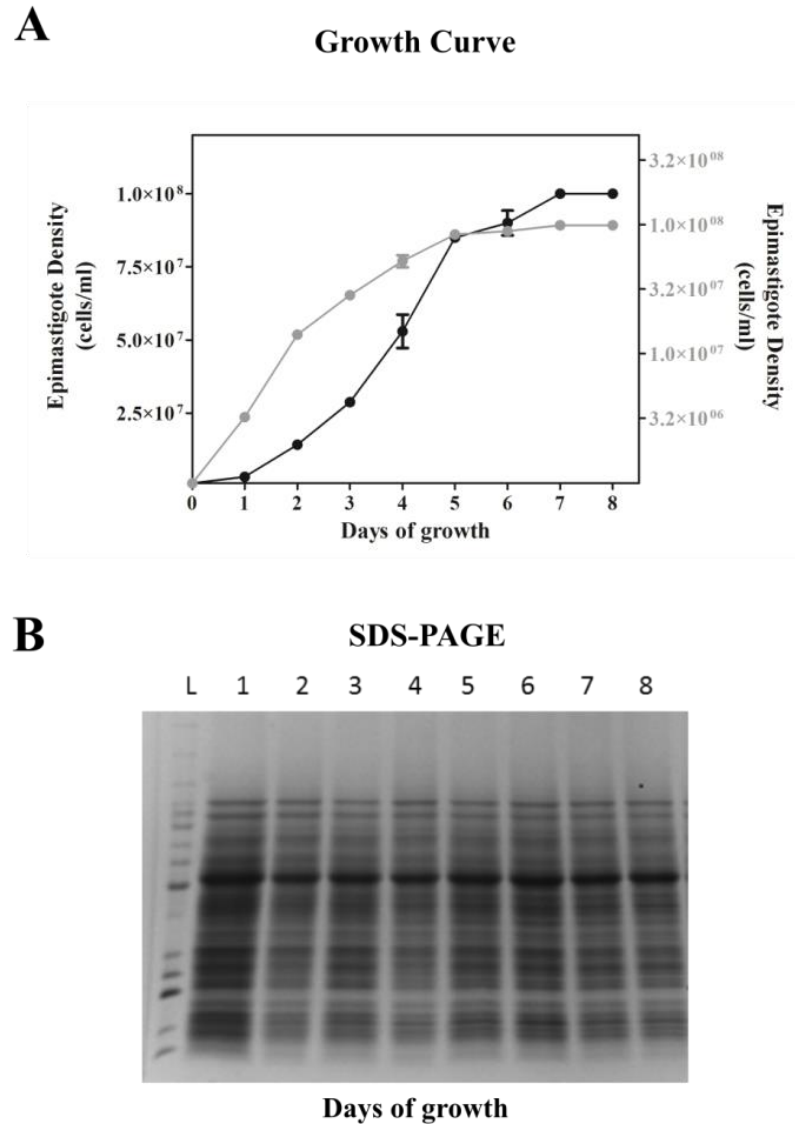 A
Growth Curve
1.0×10⁸
7.5×10⁷
5.0×10⁷
2.5×10⁷
Epimastigote Density
(cells/ml)
3.2×10⁰⁸
1.0×10⁰⁸
3.2×10⁰⁷
1.0×10⁰⁷
3.2×10⁰⁶
Epimastigote Density
(cells/ml)
0 1 2 3 4 5 6 7 8
Days of growth
B
SDS-PAGE
L 1 2 3 4 5 6 7 8
Days of growth